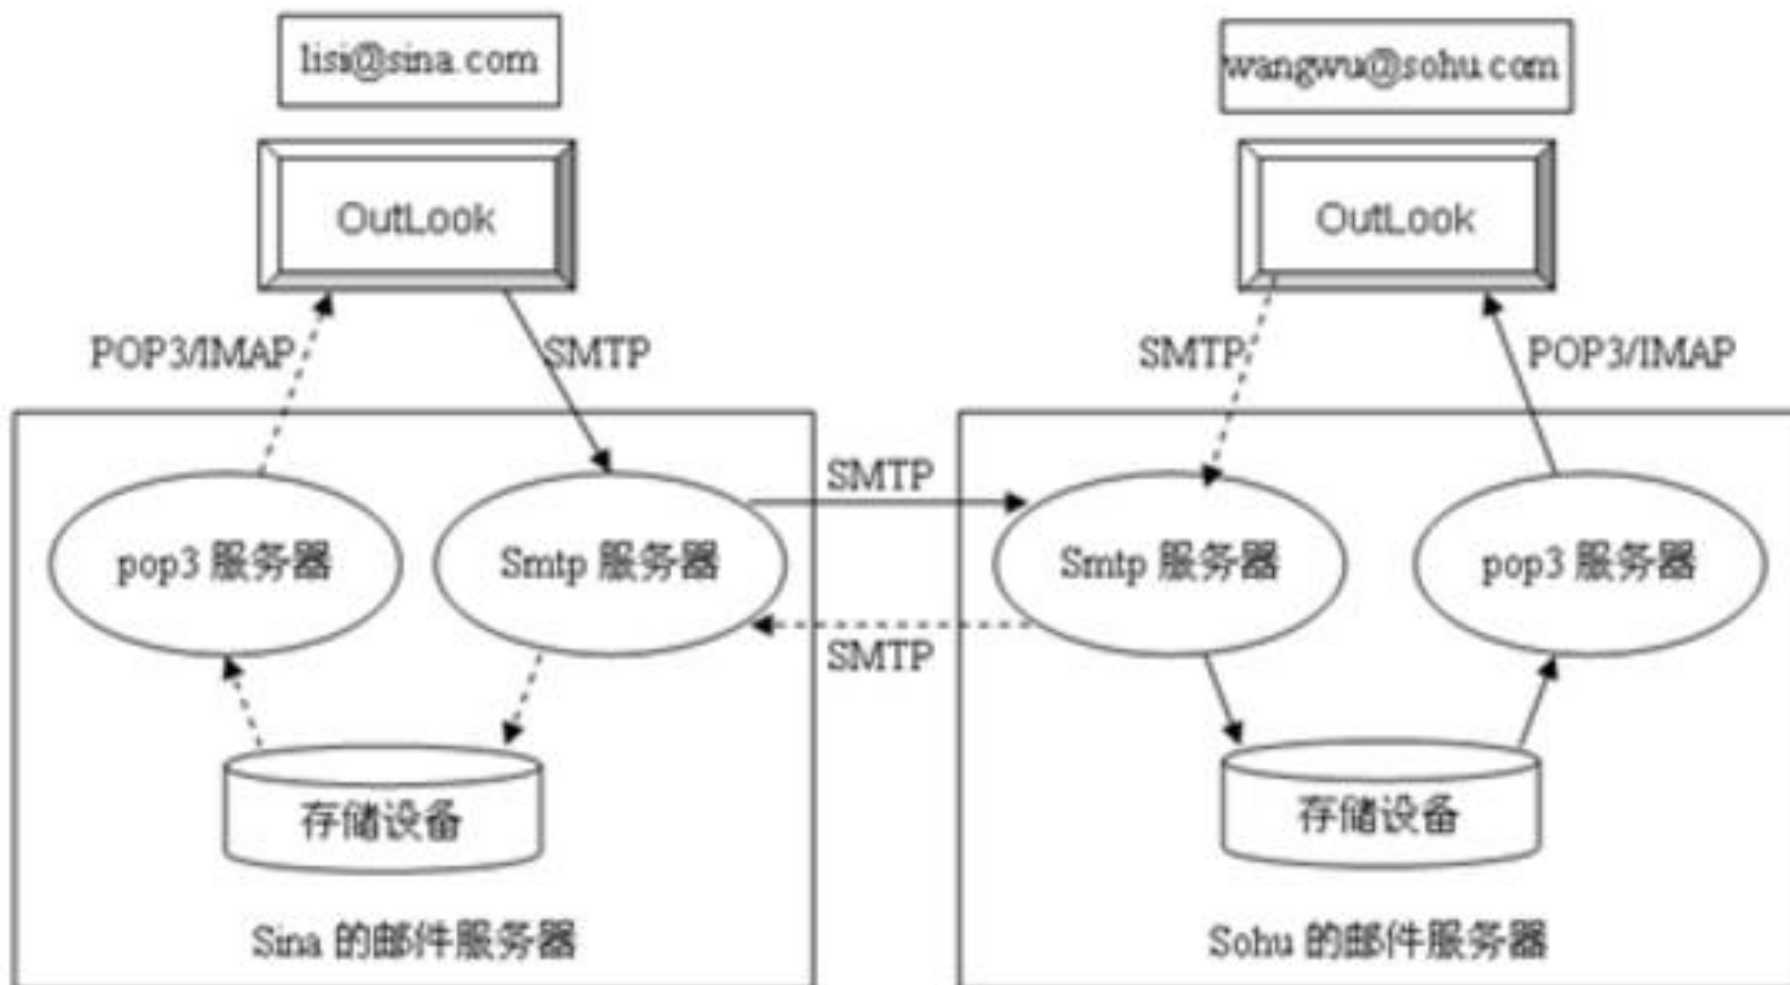 lisi@sina.com
wangwu@sohu.com
OutLook
OutLook
POP3/IMAP
SMTP
SMTP
POP3/IMAP
SMTP
pop3 服务器
Smtp 服务器
Smtp 服务器
pop3 服务器
SMTP
存储设备
存储设备
Sina 的邮件服务器
Sohu 的邮件服务器